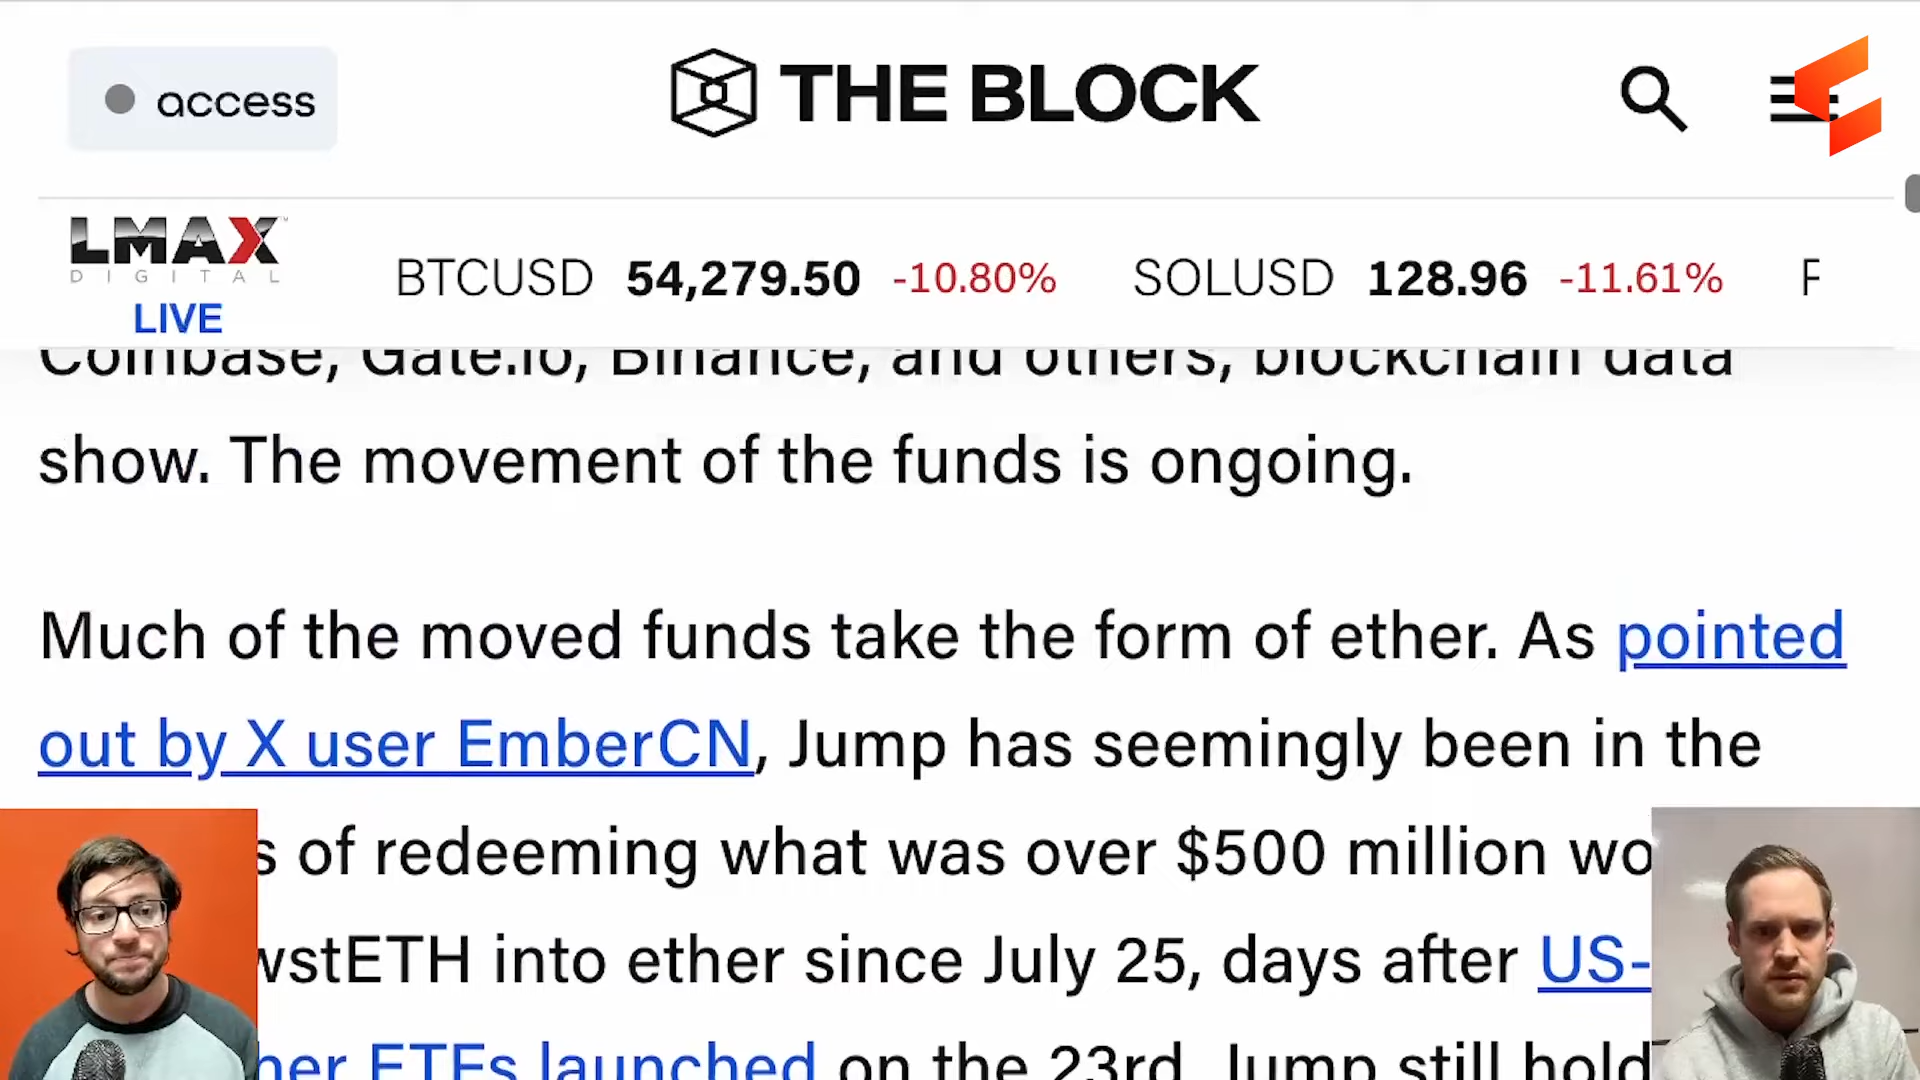 access
THE BLOCK
LMAX
DIGITAL
LIVE
BTCUSD 54,279.50 -10.80% SOLUSD 128.96 -11.61% F
Coinbase, Gate.io, Binance, and others, blockchain data
show. The movement of the funds is ongoing.
Much of the moved funds take the form of ether. As pointed
out by X user EmberCN, Jump has seemingly been in the
s of redeeming what was over $500 million wo
wstETH into ether since July 25, days after US-
her ETFs launched on the 23rd. Jump still hold